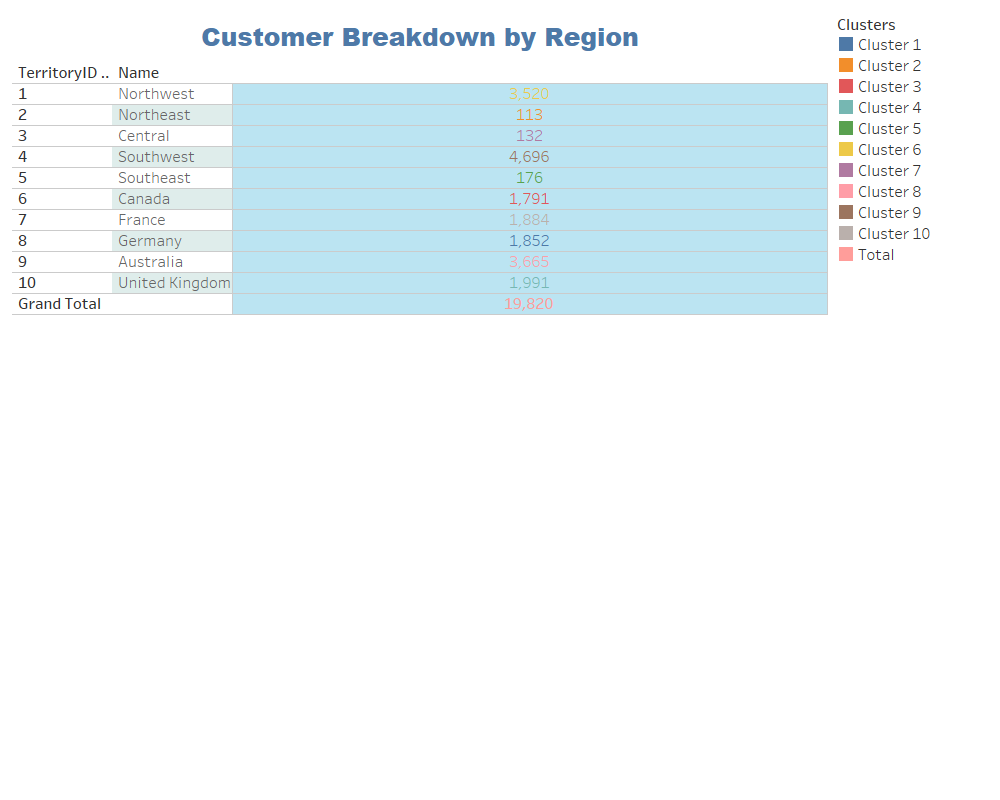 Customer Breakdown by Region
TerritoryID .. Name
1 Northwest 3,520
2 Northeast 113
3 Central 132
4 Southwest 4,696
5 Southeast 176
6 Canada 1,791
7 France 1,884
8 Germany 1,852
9 Australia 3,665
10 United Kingdom 1,991
Grand Total 19,820
Clusters
Cluster 1
Cluster 2
Cluster 3
Cluster 4
Cluster 5
Cluster 6
Cluster 7
Cluster 8
Cluster 9
Cluster 10
Total